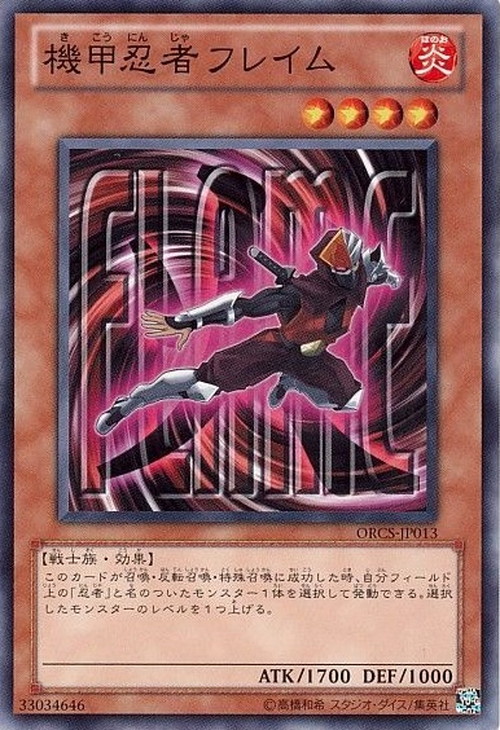 機甲忍者フレイム
炎
FLAME
ORCS-JP013
【戦士族・効果】
このカードが召喚・反転召喚・特殊召喚に成功した時、自分フィールド
上の「忍者」と名のついたモンスター1体を選択して発動できる。選択
したモンスターのレベルを1つ上げる。
ATK/1700 DEF/1000
33034646
©高橋和希 スタジオ・ダイス/集英社